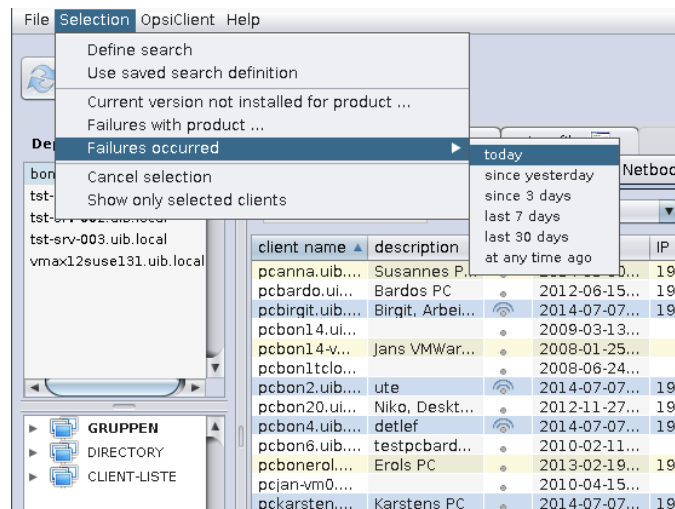 File Selection OpsiClient Help
Define search
Use saved search definition
Current version not installed for product ...
Failures with product ...
Failures occurred
today
since yesterday
since 3 days
last 7 days
last 30 days
at any time ago
Cancel selection
Show only selected clients
Netboo
tst-srv-003.uib.local
vmax12suse131.uib.local
client name description IP
pcanna.uib.... Susannes P... 19
pcbardo.ui... Bardos PC 2012-06-15... 19
pcbirgit.uib.... Birgit, Arbei... 2014-07-07... 19
pcbon14.ui... 2009-03-13...
pcbon14-v... Jans VMWar... 2008-01-25...
pcbon1tclo... 2008-06-24...
pcbon2.uib.... ute 2014-07-07... 19
pcbon20.ui... Niko, Deskt... 2012-11-27... 19
pcbon4.uib.... detlef 2014-07-07... 19
pcbon6.uib.... testpcbard... 2010-02-11...
pcbonerol.... Erols PC 2013-02-19... 19
pcjan-vm0.... 2010-04-15...
pckarsten.... Karstens PC 2014-07-07... 19
GRUPPEN
DIRECTORY
CLIENT-LISTE